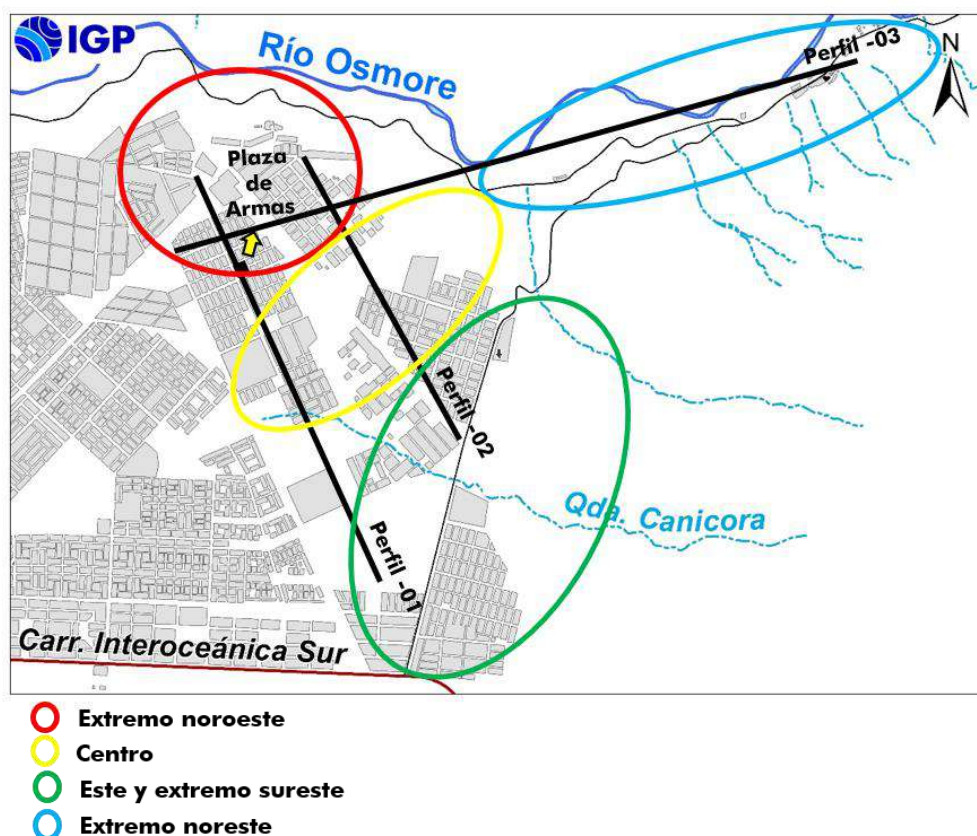 IGP
Río Osmore
Perfil -03
N
Plaza
de
Armas
Perfil -02
Qda. Canicora
Perfil -01
Carr. Interoceánica Sur
Extremo noroeste
Centro
Este y extremo sureste
Extremo noreste